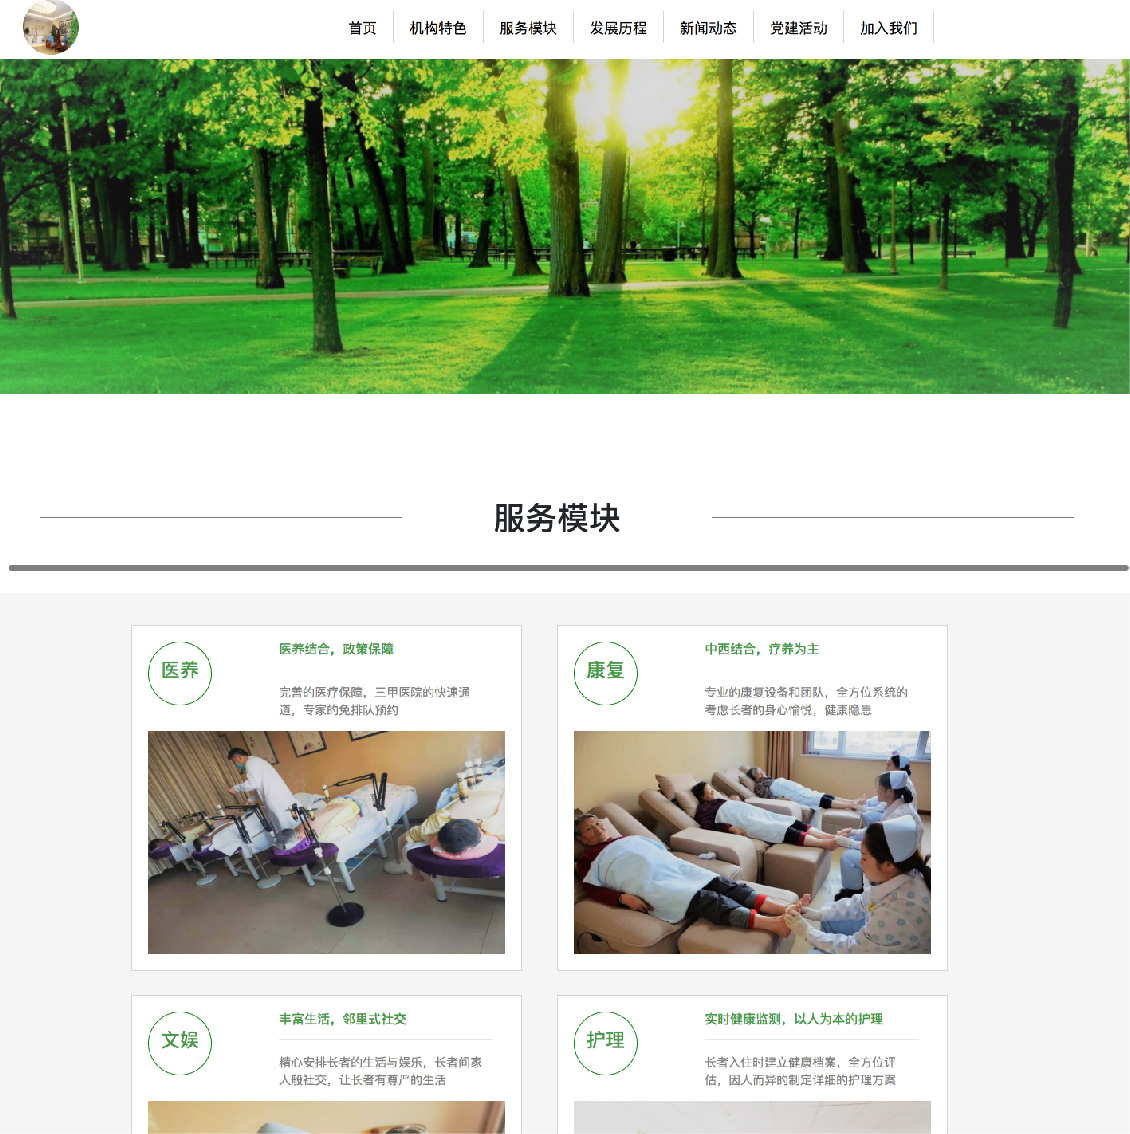 首页 机构特色 服务模块 发展历程 新闻动态 党建活动 加入我们
服务模块
医养
医养结合，政策保障
完善的医疗保障，三甲医院的快速通
道，专家的免排队预约
康复
中西结合，疗养为主
专业的康复设备和团队，全方位系统的
考虑长者的身心愉悦，健康隐患
文娱
丰富生活，邻里式社交
精心安排长者的生活与娱乐，长者间家
人般社交，让长者有尊严的生活
护理
实时健康监测，以人为本的护理
长者入住时建立健康档案，全方位评
估，因人而异的制定详细的护理方案